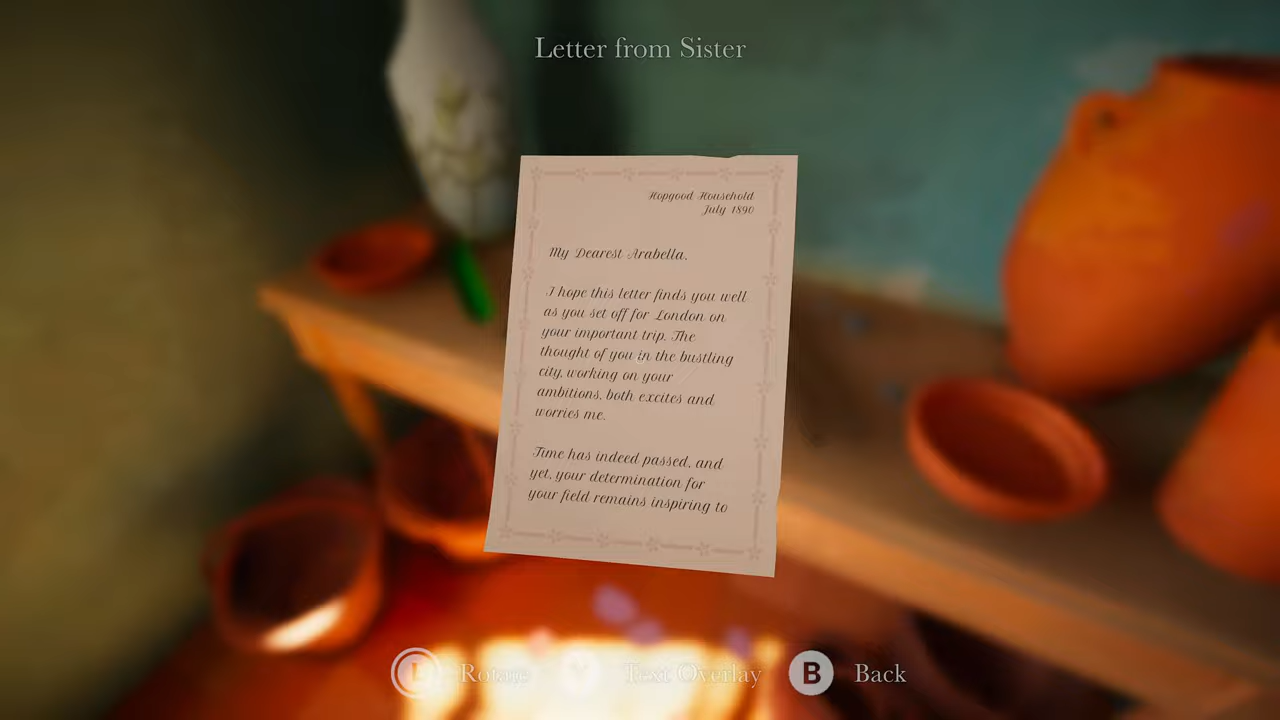 Letter from Sister
Hopgood Household
July 1890
My Dearest Arabella,
I hope this letter finds you well
as you set off for London on
your important trip. The
thought of you in the bustling
city, working on your
ambitions, both excites and
worries me.
Time has indeed passed, and
yet, your determination for
your field remains inspiring to
L Rotate Y Text Overlay B Back